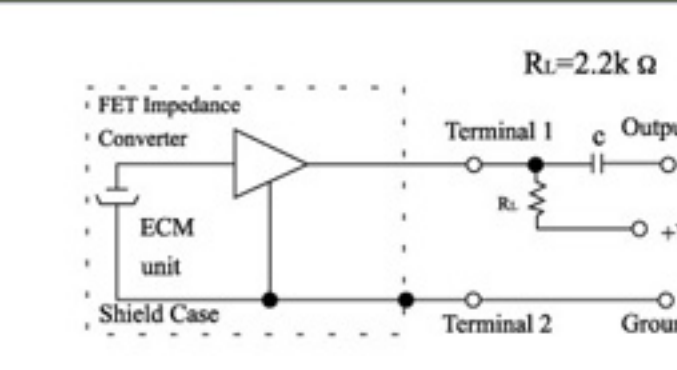 RL=2.2k Ω
FET Impedance
Converter
Terminal 1
c
RL
+
ECM
unit
Shield Case
Terminal 2